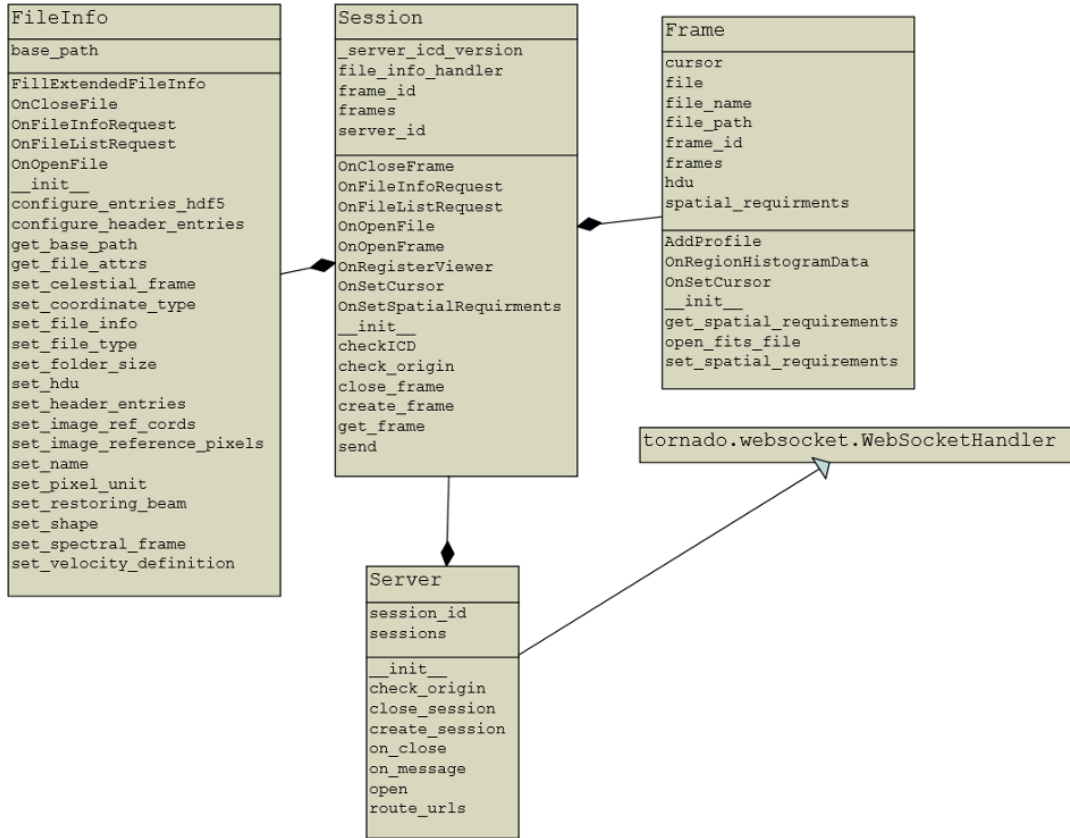 FileInfo
base_path
FillExtendedFileInfo
OnCloseFile
OnFileInfoRequest
OnFileListRequest
OnOpenFile
__init__
configure_entries_hdf5
configure_header_entries
get_base_path
get_file_attrs
set_celestial_frame
set_coordinate_type
set_file_info
set_file_type
set_folder_size
set_hdu
set_header_entries
set_image_ref_cords
set_image_reference_pixels
set_name
set_pixel_unit
set_restoring_beam
set_shape
set_spectral_frame
set_velocity_definition
Session
_server_icd_version
file_info_handler
frame_id
frames
server_id
OnCloseFrame
OnFileInfoRequest
OnFileListRequest
OnOpenFile
OnOpenFrame
OnRegisterViewer
OnSetCursor
OnSetSpatialRequirments
__init__
checkICD
check_origin
close_frame
create_frame
get_frame
send
Frame
cursor
file
file_name
file_path
frame_id
frames
hdu
spatial_requirments
AddProfile
OnRegionHistogramData
OnSetCursor
__init__
get_spatial_requirements
open_fits_file
set_spatial_requirements
tornado.websocket.WebSocketHandler
Server
session_id
sessions
__init__
check_origin
close_session
create_session
on_close
on_message
open
route_urls